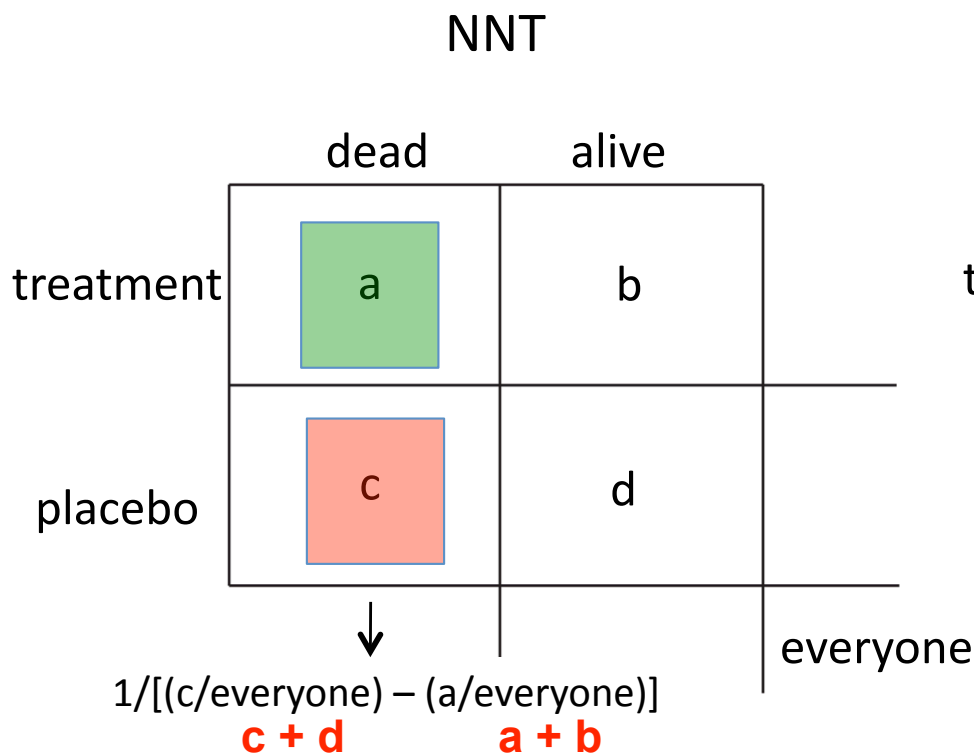 NNT
dead alive
treatment a b t
placebo c d
everyone
1/[(c/everyone) – (a/everyone)]
c + d a + b